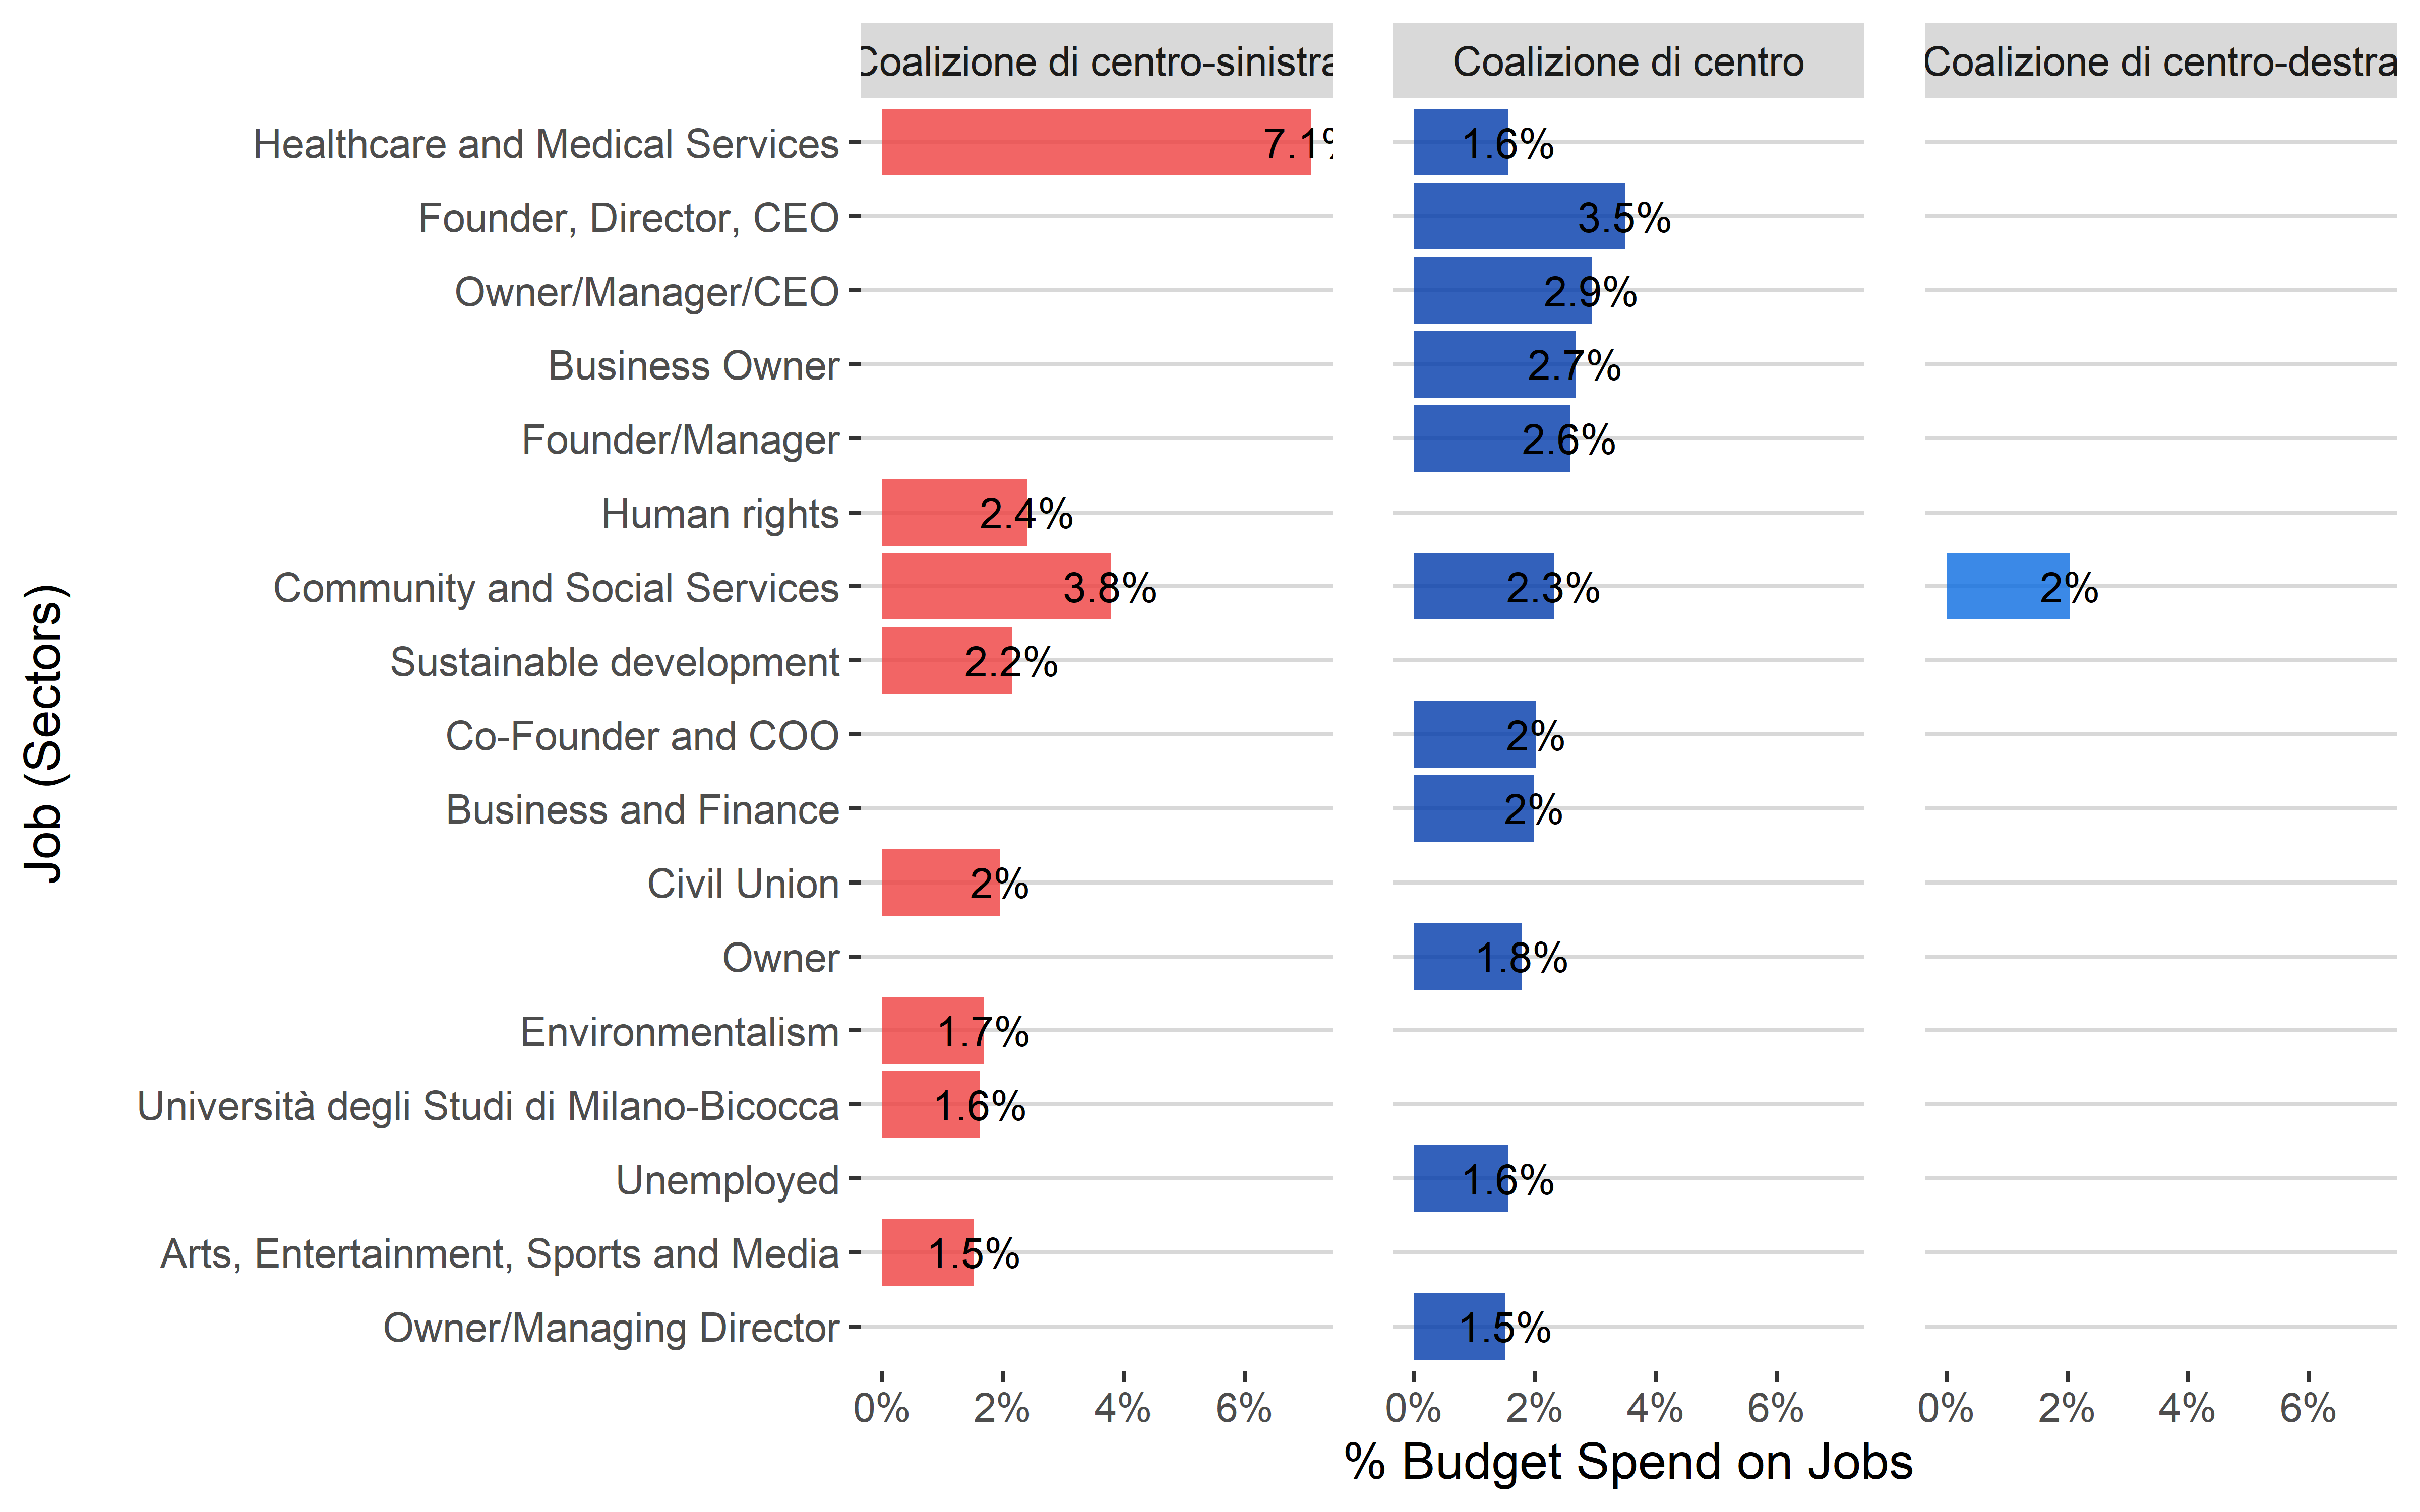 Coalizione di centro-sinistra Coalizione di centro Coalizione di centro-destra
Healthcare and Medical Services 7.1% 1.6%
Founder, Director, CEO 3.5%
Owner/Manager/CEO 2.9%
Business Owner 2.7%
Founder/Manager 2.6%
Human rights 2.4%
Community and Social Services 3.8% 2.3% 2%
Sustainable development 2.2%
Co-Founder and COO 2%
Business and Finance 2%
Civil Union 2%
Owner 1.8%
Environmentalism 1.7%
Università degli Studi di Milano-Bicocca 1.6%
Unemployed 1.6%
Arts, Entertainment, Sports and Media 1.5%
Owner/Managing Director 1.5%
0% 2% 4% 6% 0% 2% 4% 6% 0% 2% 4% 6%
% Budget Spend on Jobs
Job (Sectors)